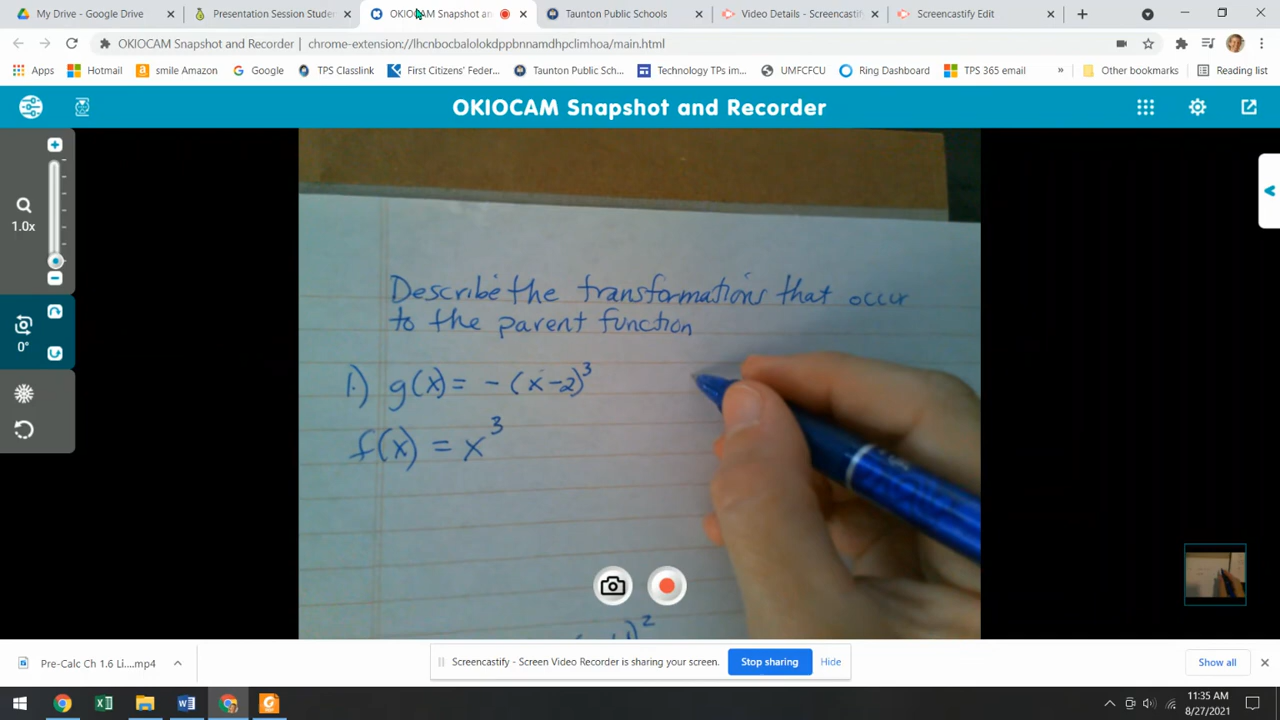 My Drive - Google Drive
Presentation Session Studen
OKIOCAM Snapshot an
Taunton Public Schools
Video Details - Screencastif
Screencastify Edit
OKIOCAM Snapshot and Recorder | chrome-extension://lhcnbocbalolokdppbnnamdhpclimhoa/main.html
Apps
Hotmail
smile Amazon
Google
TPS Classlink
First Citizens' Feder...
Taunton Public Sch...
Technology TPs im...
UMFCFCU
Ring Dashboard
TPS 365 email
»
Other bookmarks
Reading list
OKIOCAM Snapshot and Recorder
1.0x
0°
Describe the transformations that occur
to the parent function
1.) g(x) = - (x-2)³
f(x) = x³
Pre-Calc Ch 1.6 Li....mp4
Screencastify - Screen Video Recorder is sharing your screen.
Stop sharing
Hide
Show all
11:35 AM
8/27/2021